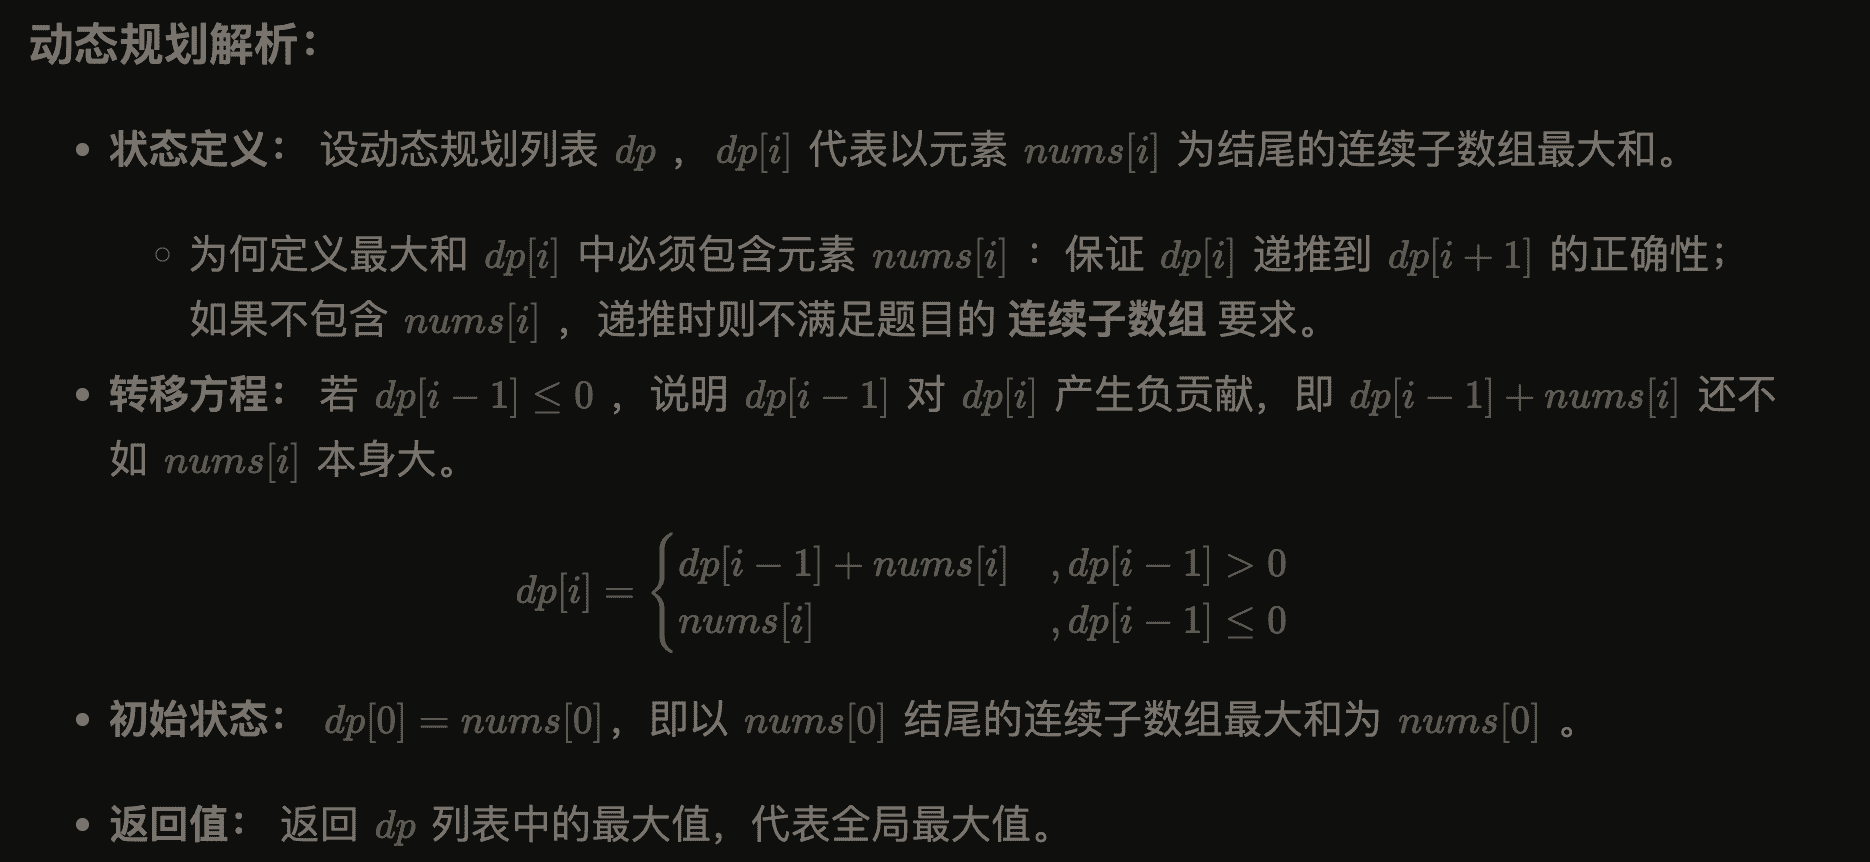 动态规划解析：
• 状态定义： 设动态规划列表 dp ， dp[i] 代表以元素 nums[i] 为结尾的连续子数组最大和。
○ 为何定义最大和 dp[i] 中必须包含元素 nums[i] ： 保证 dp[i] 递推到 dp[i + 1] 的正确性；
如果不包含 nums[i] ， 递推时则不满足题目的 连续子数组 要求。
• 转移方程： 若 dp[i − 1] ≤ 0 ， 说明 dp[i − 1] 对 dp[i] 产生负贡献，即 dp[i − 1] + nums[i] 还不
如 nums[i] 本身大。
dp[i] = { dp[i − 1] + nums[i] , dp[i − 1] > 0
nums[i] , dp[i − 1] ≤ 0
• 初始状态： dp[0] = nums[0]，即以 nums[0] 结尾的连续子数组最大和为 nums[0] 。
• 返回值： 返回 dp 列表中的最大值，代表全局最大值。